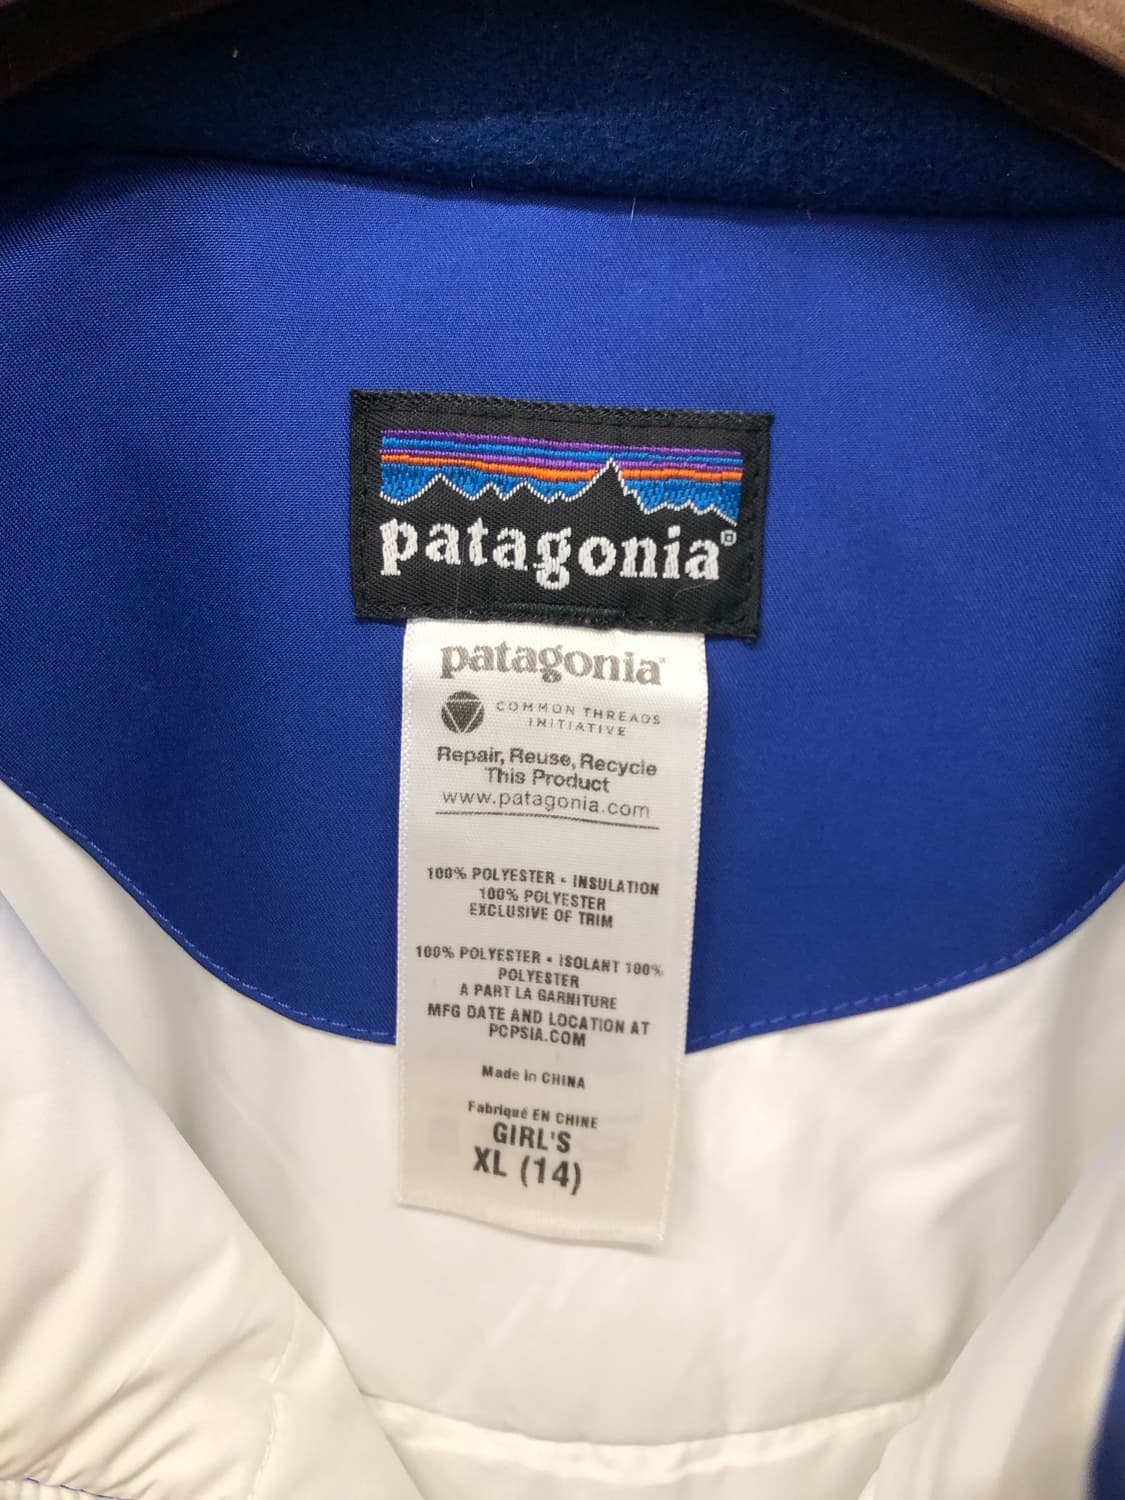 patagonia®
patagonia®
COMMON THREADS
INITIATIVE
Repair, Reuse, Recycle
This Product
www.patagonia.com
100% POLYESTER • INSULATION
100% POLYESTER
EXCLUSIVE OF TRIM
100% POLYESTER • ISOLANT 100%
POLYESTER
A PART LA GARNITURE
MFG DATE AND LOCATION AT
PCPSIA.COM
Made in CHINA
Fabriqué EN CHINE
GIRL'S
XL (14)